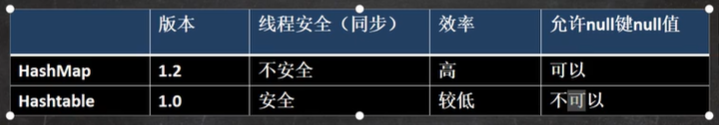 版本 线程安全（同步） 效率 允许null键null值
HashMap 1.2 不安全 高 可以
Hashtable 1.0 安全 较低 不可以